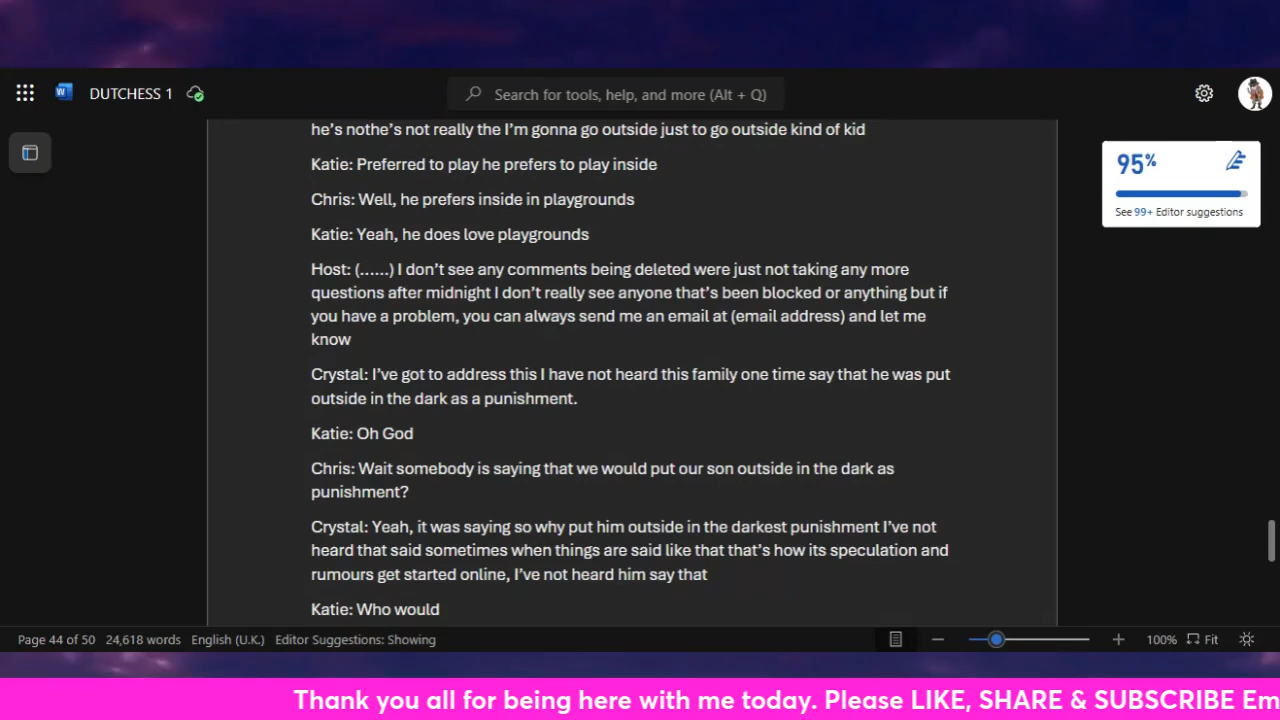 DUTCHESS 1
Search for tools, help, and more (Alt + Q)
he's nothe's not really the I'm gonna go outside just to go outside kind of kid
Katie: Preferred to play he prefers to play inside
Chris: Well, he prefers inside in playgrounds
Katie: Yeah, he does love playgrounds
Host: (......) I don't see any comments being deleted were just not taking any more
questions after midnight I don't really see anyone that's been blocked or anything but if
you have a problem, you can always send me an email at (email address) and let me
know
Crystal: I've got to address this I have not heard this family one time say that he was put
outside in the dark as a punishment.
Katie: Oh God
Chris: Wait somebody is saying that we would put our son outside in the dark as
punishment?
Crystal: Yeah, it was saying so why put him outside in the darkest punishment I've not
heard that said sometimes when things are said like that that's how its speculation and
rumours get started online, I've not heard him say that
Katie: Who would
95%
See 99+ Editor suggestions
Page 44 of 50 24,618 words English (U.K.) Editor Suggestions: Showing 100% Fit
Thank you all for being here with me today. Please LIKE, SHARE & SUBSCRIBE Em